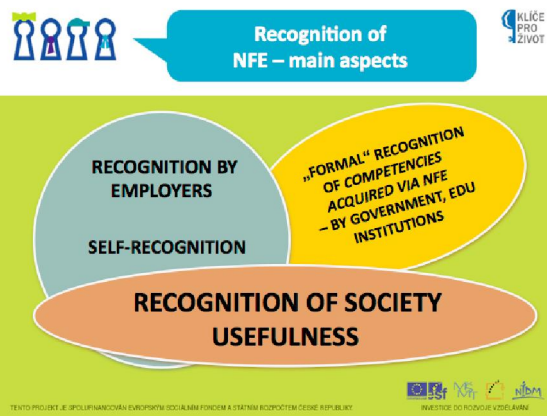 Recognition of
NFE – main aspects
KLÍČE
PRO
ŽIVOT
RECOGNITION BY
EMPLOYERS
SELF-RECOGNITION
„FORMAL“ RECOGNITION
OF COMPETENCIES
ACQUIRED VIA NFE
– BY GOVERNMENT, EDU
INSTITUTIONS
RECOGNITION OF SOCIETY
USEFULNESS
TENTO PROJEKT JE SPOLUFINANCOVÁN EVROPSKÝM SOCIÁLNÍM FONDEM A STÁTNÍM ROZPOČTEM ČESKÉ REPUBLIKY
esf
NIDM
INVESTICE DO ROZVOJE VZDĚLÁVÁNÍ